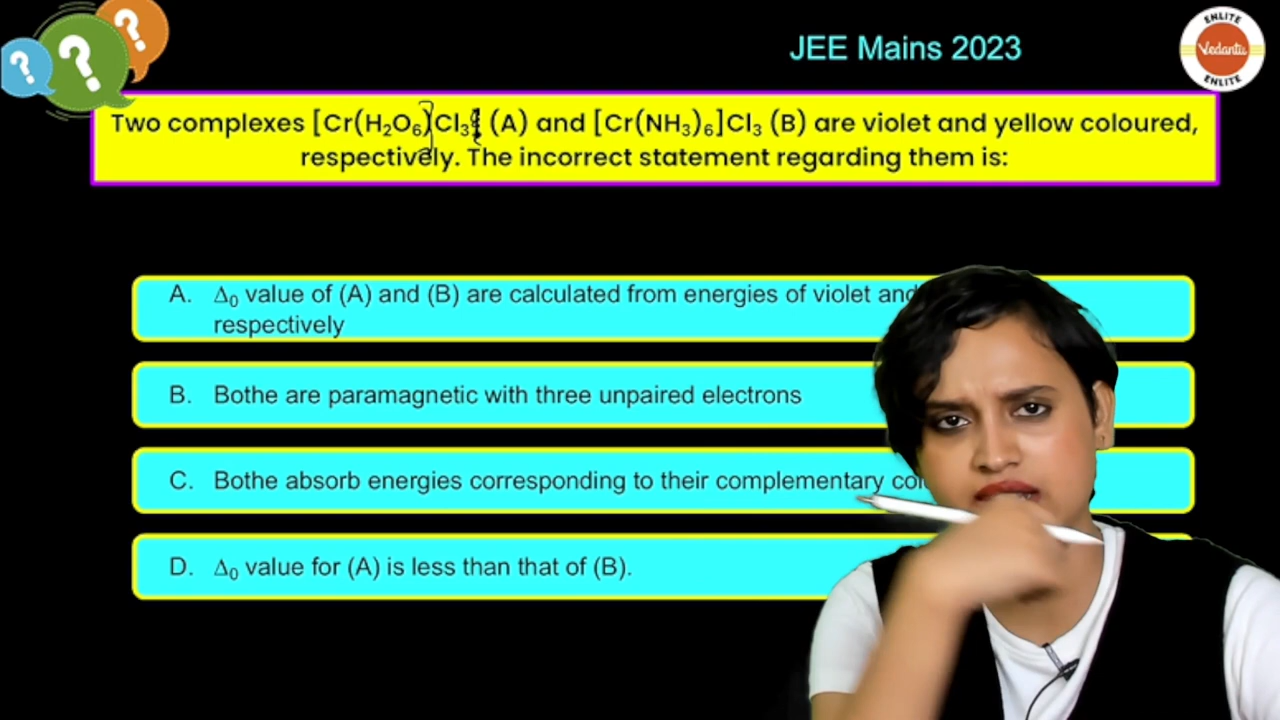 JEE Mains 2023
ENLITE
Vedantu
ENLITE
Two complexes [Cr(H₂O₆)Cl₃] (A) and [Cr(NH₃)₆]Cl₃ (B) are violet and yellow coloured,
respectively. The incorrect statement regarding them is:
A. Δ₀ value of (A) and (B) are calculated from energies of violet and
respectively
B. Bothe are paramagnetic with three unpaired electrons
C. Bothe absorb energies corresponding to their complementary
D. Δ₀ value for (A) is less than that of (B).